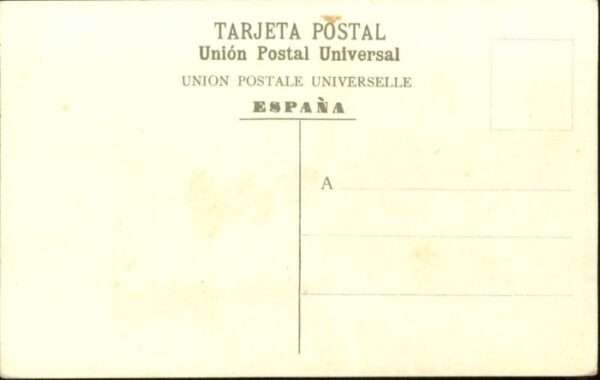 TARJETA POSTAL
Unión Postal Universal
UNION POSTALE UNIVERSELLE
ESPAÑA
A